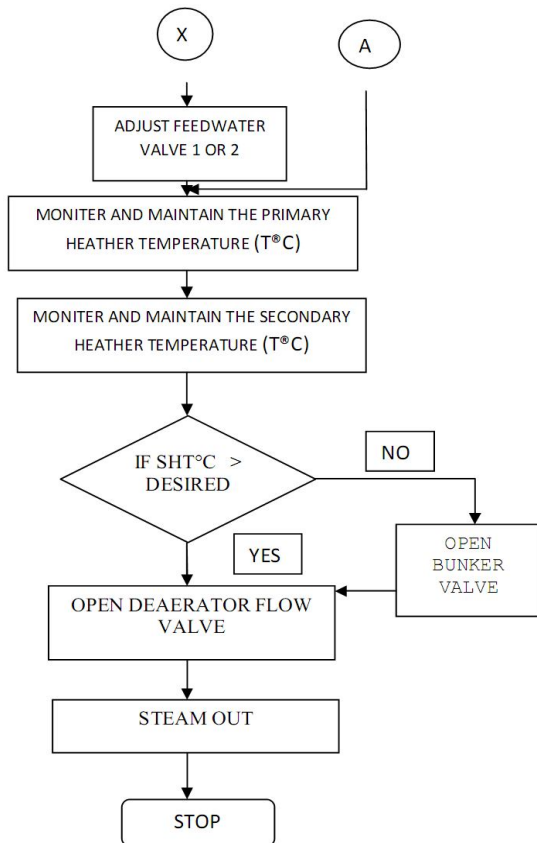 X
A
ADJUST FEEDWATER
VALVE 1 OR 2
MONITER AND MAINTAIN THE PRIMARY
HEATHER TEMPERATURE (T®C)
MONITER AND MAINTAIN THE SECONDARY
HEATHER TEMPERATURE (T®C)
IF SHT°C >
DESIRED
NO
YES
OPEN
BUNKER
VALVE
OPEN DEAERATOR FLOW
VALVE
STEAM OUT
STOP